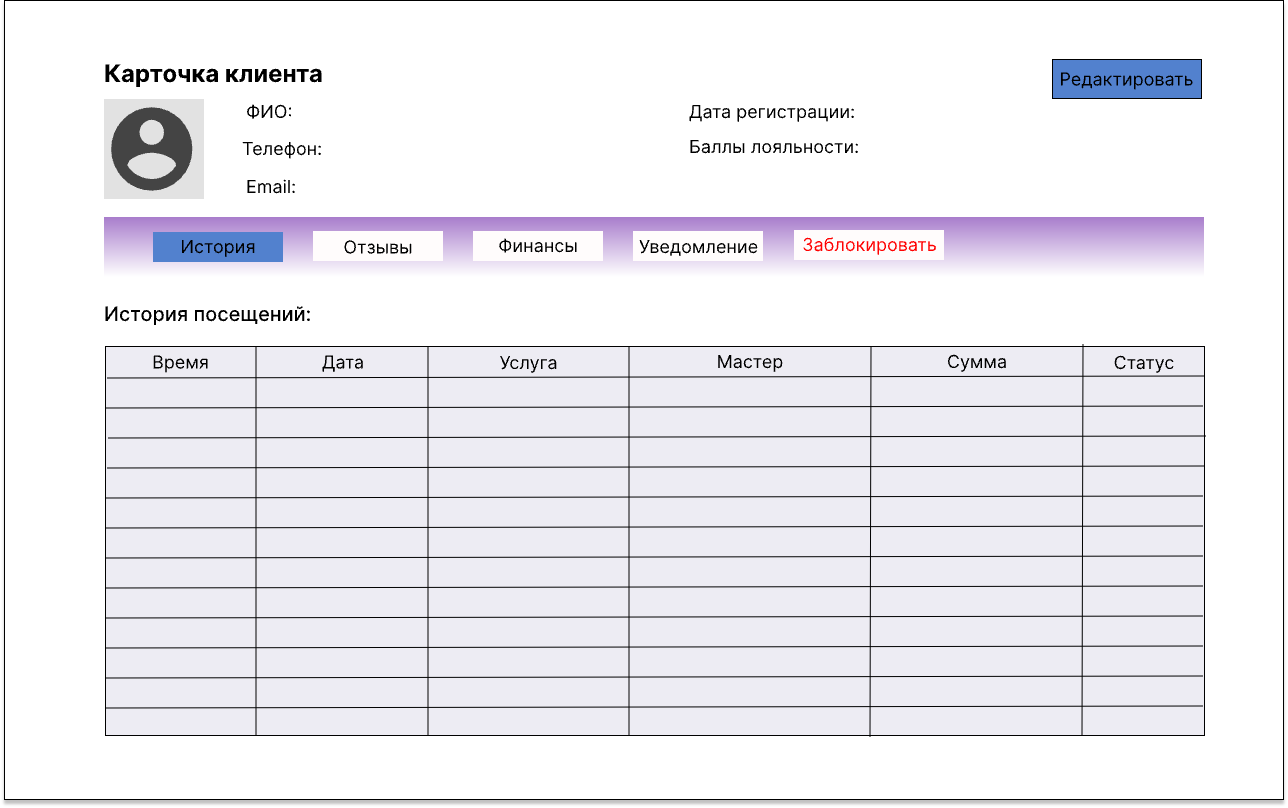 Карточка клиента
Редактировать
ФИО:
Дата регистрации:
Телефон:
Баллы лояльности:
Email:
История
Отзывы
Финансы
Уведомление
Заблокировать
История посещений:
Время Дата Услуга Мастер Сумма Статус